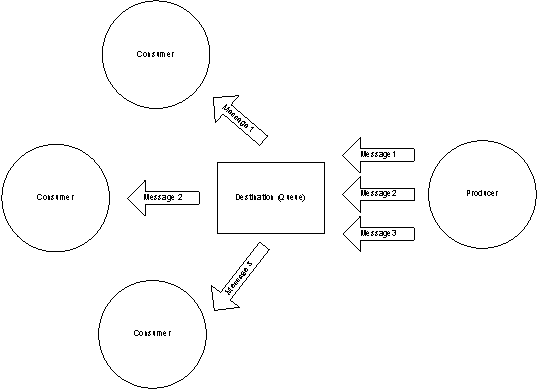 Consumer
Message 1
Message 1
Consumer
Message 2
Destination (Queue)
Message 2
Producer
Message 3
Message 3
Consumer